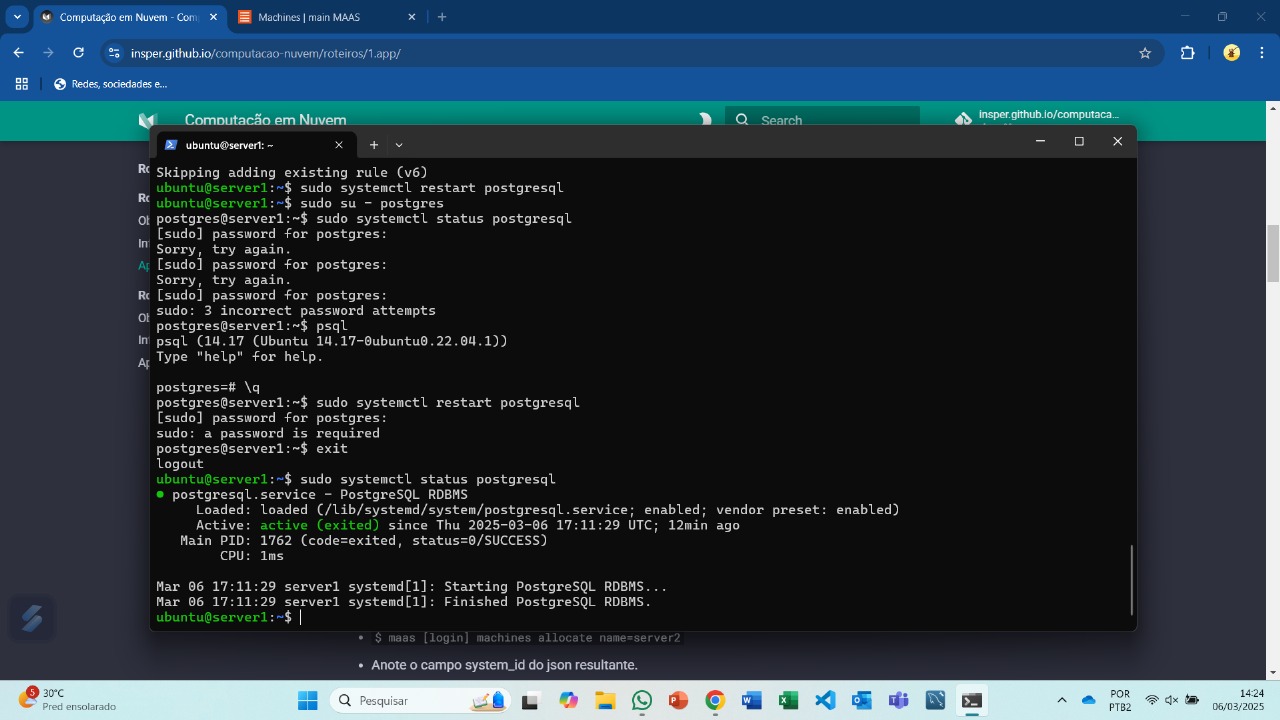 Computação em Nuvem - Com
Machines | main MAAS
insper.github.io/computacao-nuvem/roteiros/1.app/
Redes, sociedades e...
Computação em Nuvem
Search
insper.github.io/computaca...
ubuntu@server1: ~
Skipping adding existing rule (v6)
ubuntu@server1:~$ sudo systemctl restart postgresql
ubuntu@server1:~$ sudo su - postgres
postgres@server1:~$ sudo systemctl status postgresql
[sudo] password for postgres:
Sorry, try again.
[sudo] password for postgres:
Sorry, try again.
[sudo] password for postgres:
sudo: 3 incorrect password attempts
postgres@server1:~$ psql
psql (14.17 (Ubuntu 14.17-0ubuntu0.22.04.1))
Type "help" for help.
postgres=# \q
postgres@server1:~$ sudo systemctl restart postgresql
[sudo] password for postgres:
sudo: a password is required
postgres@server1:~$ exit
logout
ubuntu@server1:~$ sudo systemctl status postgresql
● postgresql.service - PostgreSQL RDBMS
Loaded: loaded (/lib/systemd/system/postgresql.service; enabled; vendor preset: enabled)
Active: active (exited) since Thu 2025-03-06 17:11:29 UTC; 12min ago
Main PID: 1762 (code=exited, status=0/SUCCESS)
CPU: 1ms
Mar 06 17:11:29 server1 systemd[1]: Starting PostgreSQL RDBMS...
Mar 06 17:11:29 server1 systemd[1]: Finished PostgreSQL RDBMS.
ubuntu@server1:~$
$ maas [login] machines allocate name=server2
Anote o campo system_id do json resultante.
5
30°C
Pred ensolarado
Pesquisar
POR
PTB2
14:24
06/03/2025